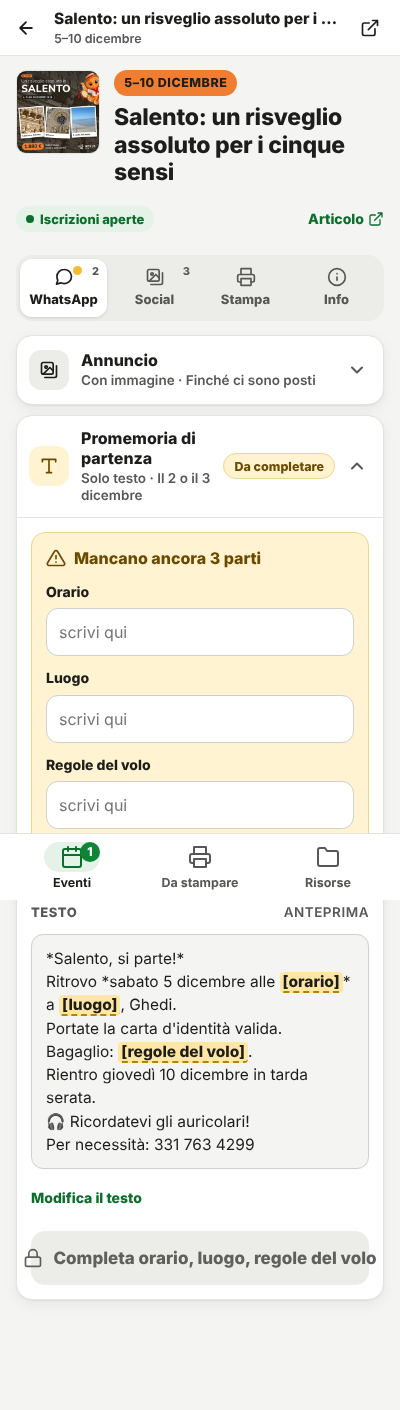 Salento: un risveglio assoluto per i ...
5–10 dicembre
SALENTO
5–10 DICEMBRE
Salento: un risveglio
assoluto per i cinque
sensi
Iscrizioni aperte
Articolo
2
3
WhatsApp
Social
Stampa
Info
Annuncio
Con immagine · Finché ci sono posti
Promemoria di
partenza
Solo testo · Il 2 o il 3
dicembre
Da completare
Mancano ancora 3 parti
Orario
scrivi qui
Luogo
scrivi qui
Regole del volo
scrivi qui
1
Eventi
Da stampare
Risorse
TESTO
ANTEPRIMA
*Salento, si parte!*
Ritrovo *sabato 5 dicembre alle [orario]*
a [luogo], Ghedi.
Portate la carta d'identità valida.
Bagaglio: [regole del volo].
Rientro giovedì 10 dicembre in tarda
serata.
🎧 Ricordatevi gli auricolari!
Per necessità: 331 763 4299
Modifica il testo
Completa orario, luogo, regole del volo